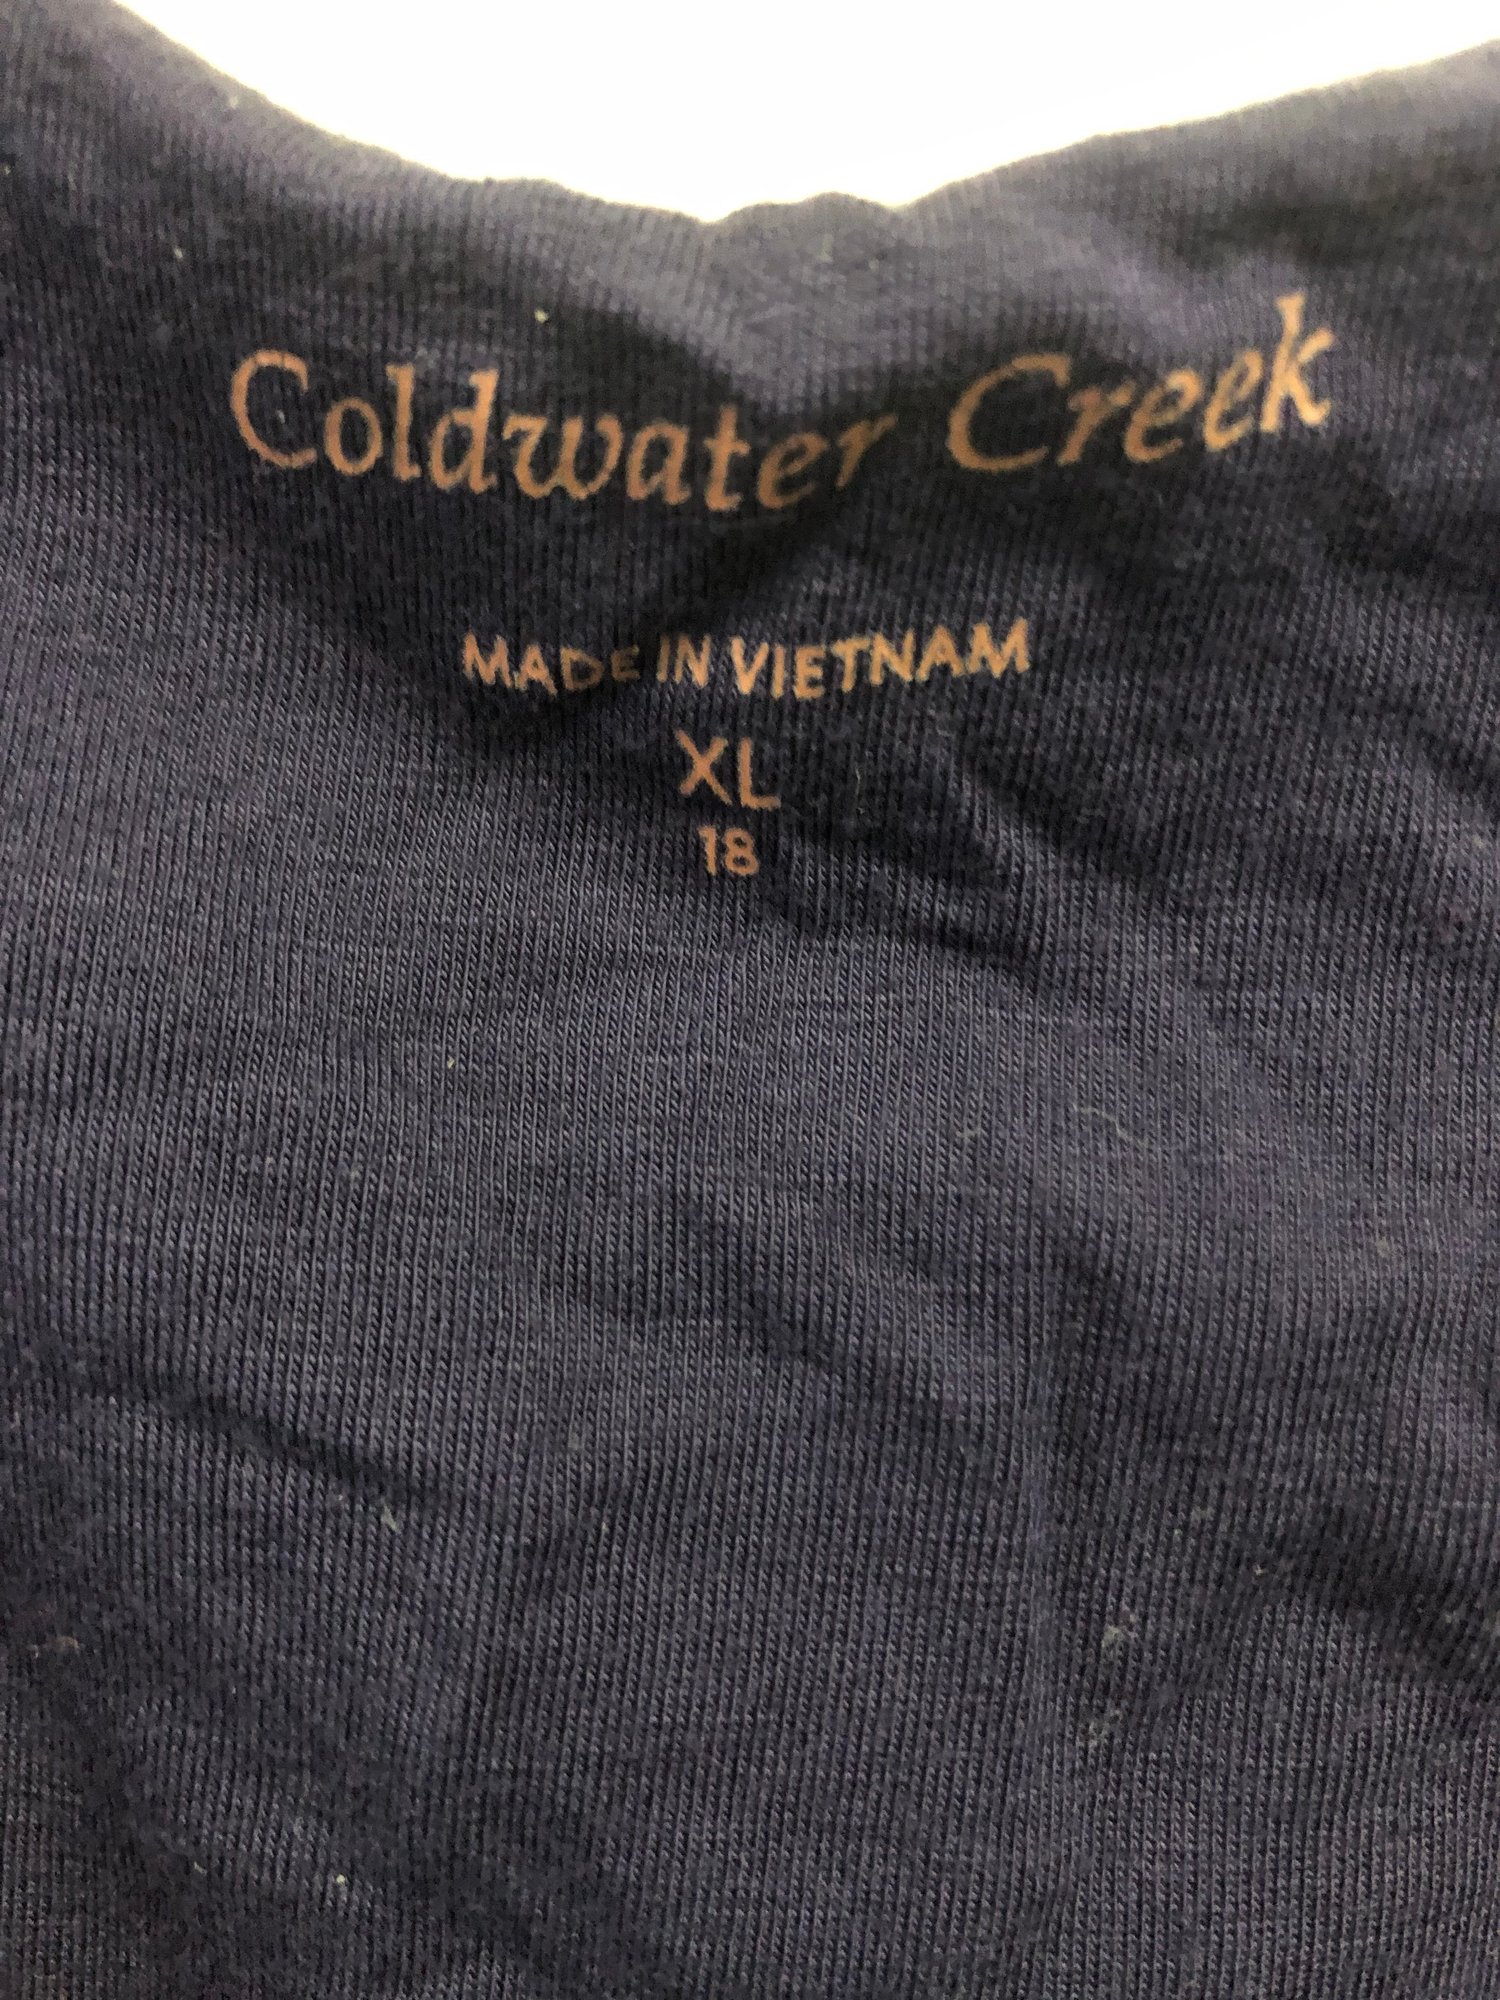 Coldwater Creek
MADE IN VIETNAM
XL
18